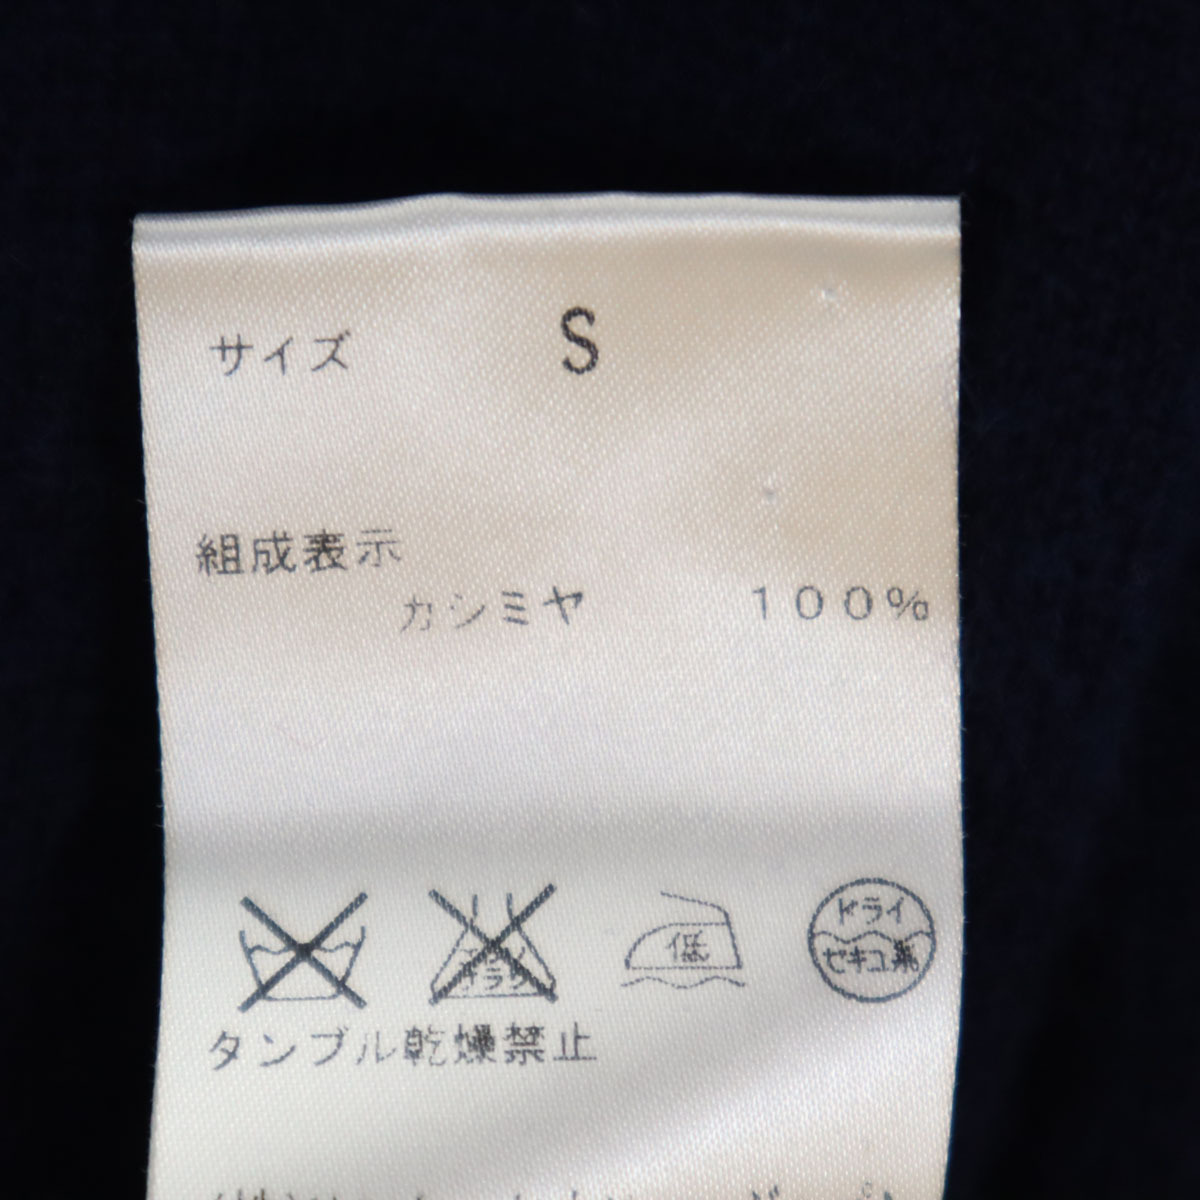 サイズ S
組成表示
カシミヤ 100%
低
ドライ
セキユ系
タンブル乾燥禁止